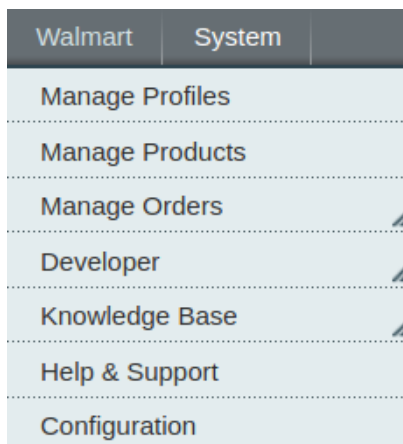 Walmart System
Manage Profiles
Manage Products
Manage Orders
Developer
Knowledge Base
Help & Support
Configuration